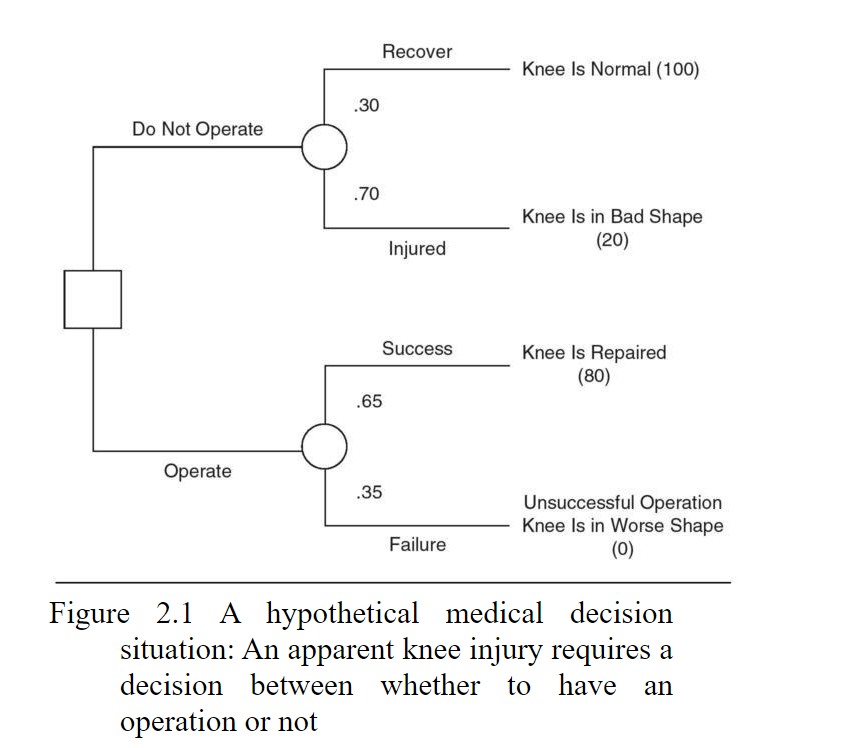 Recover
Knee Is Normal (100)
.30
Do Not Operate
.70
Knee Is in Bad Shape
(20)
Injured
Success
Knee Is Repaired
(80)
.65
Operate
.35
Unsuccessful Operation
Knee Is in Worse Shape
(0)
Failure
Figure 2.1 A hypothetical medical decision
situation: An apparent knee injury requires a
decision between whether to have an
operation or not